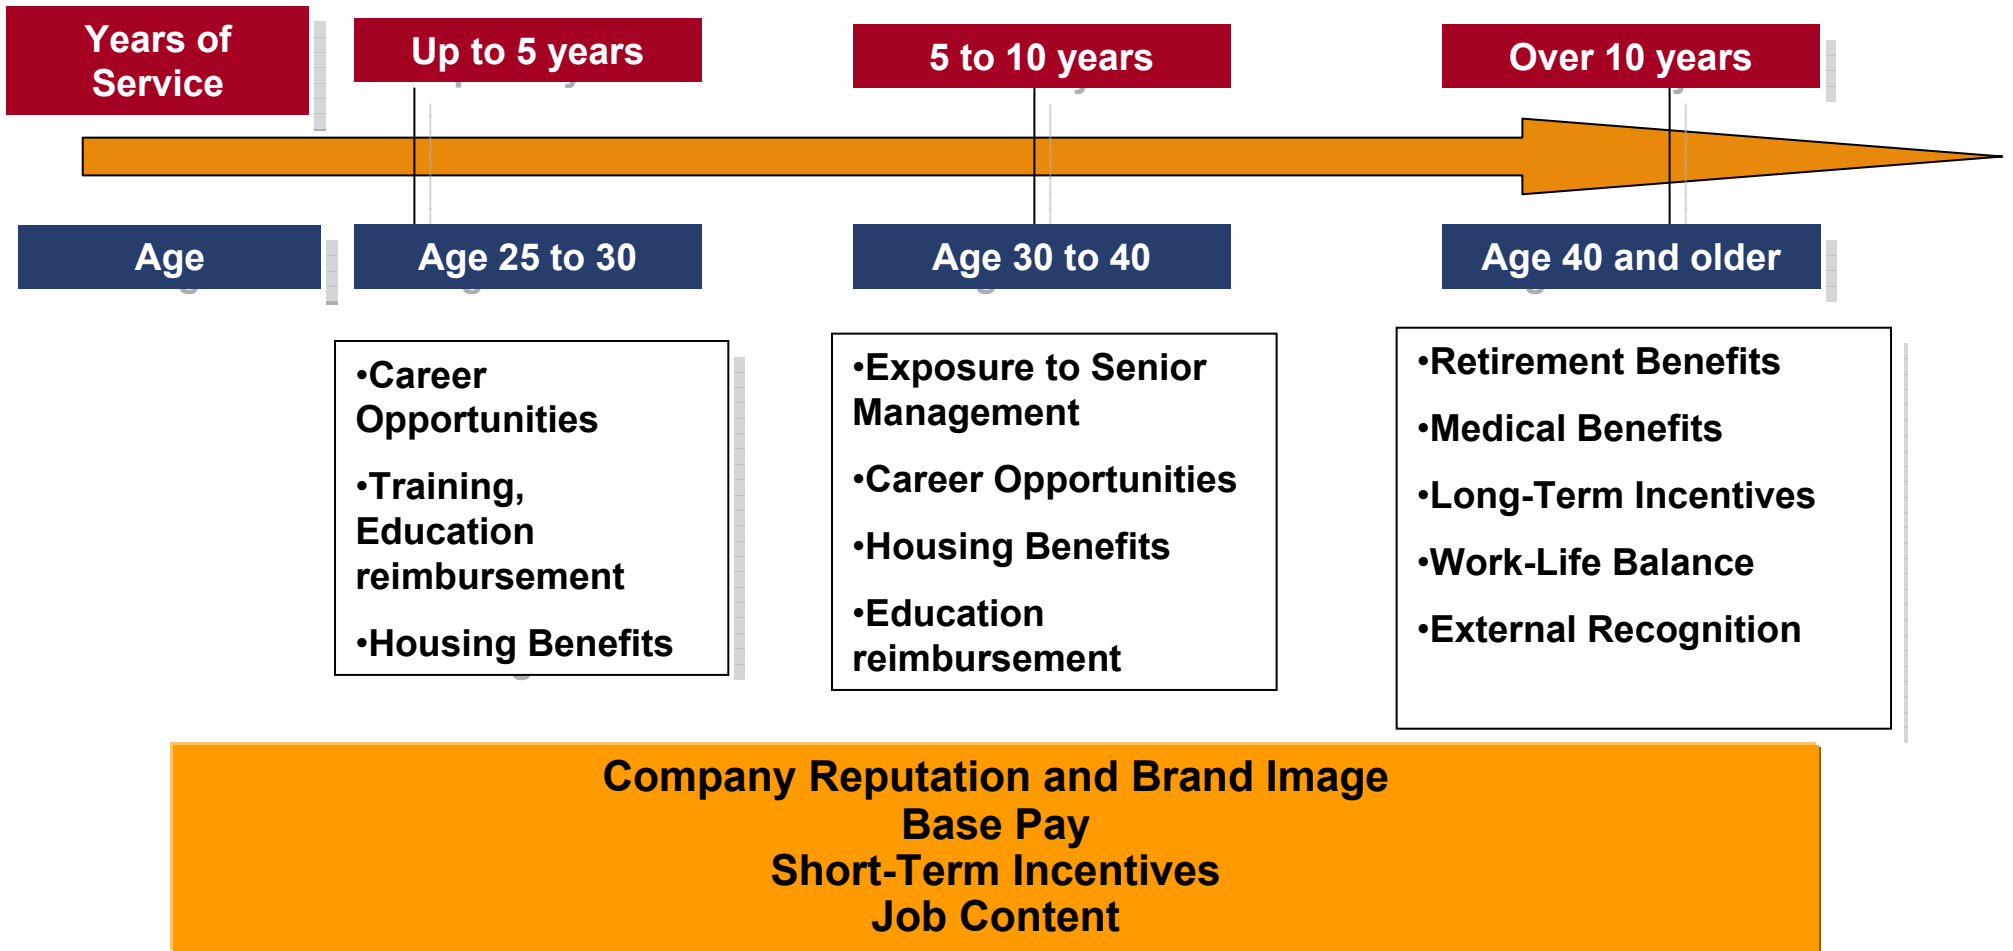 Years of
Service
Up to 5 years
5 to 10 years
Over 10 years
Age
Age 25 to 30
Age 30 to 40
Age 40 and older
•Career
Opportunities
•Training,
Education
reimbursement
•Housing Benefits
•Exposure to Senior
Management
•Career Opportunities
•Housing Benefits
•Education
reimbursement
•Retirement Benefits
•Medical Benefits
•Long-Term Incentives
•Work-Life Balance
•External Recognition
Company Reputation and Brand Image
Base Pay
Short-Term Incentives
Job Content